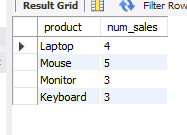 Result Grid Filter Row
product num_sales
Laptop 4
Mouse 5
Monitor 3
Keyboard 3